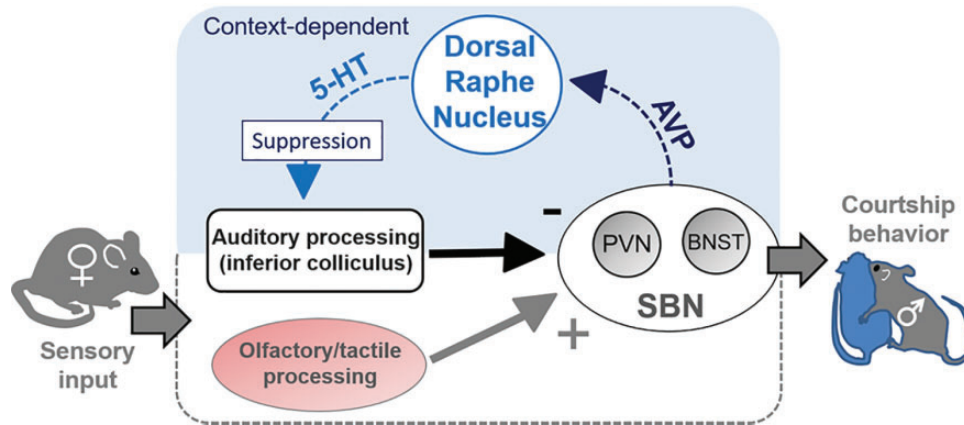 Context-dependent
Dorsal
Raphe
Nucleus
5-HT
Suppression
AVP
Auditory processing
(inferior colliculus)
-
PVN
BNST
SBN
Courtship
behavior
♀
Sensory
input
Olfactory/tactile
processing
+
♂